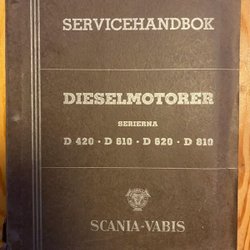 SERVICEHANDBOK
DIESELMOTORER
SERIERNA
D 420 · D 610 · D 620 · D 810
SCANIA-VABIS